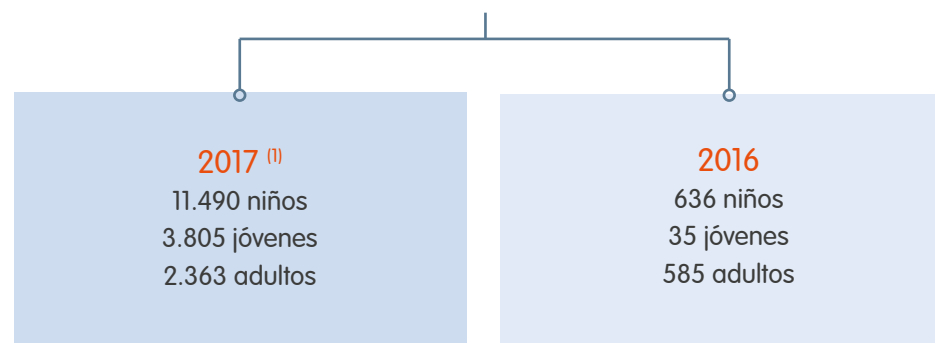 2017 (1)
11.490 niños
3.805 jóvenes
2.363 adultos
2016
636 niños
35 jóvenes
585 adultos